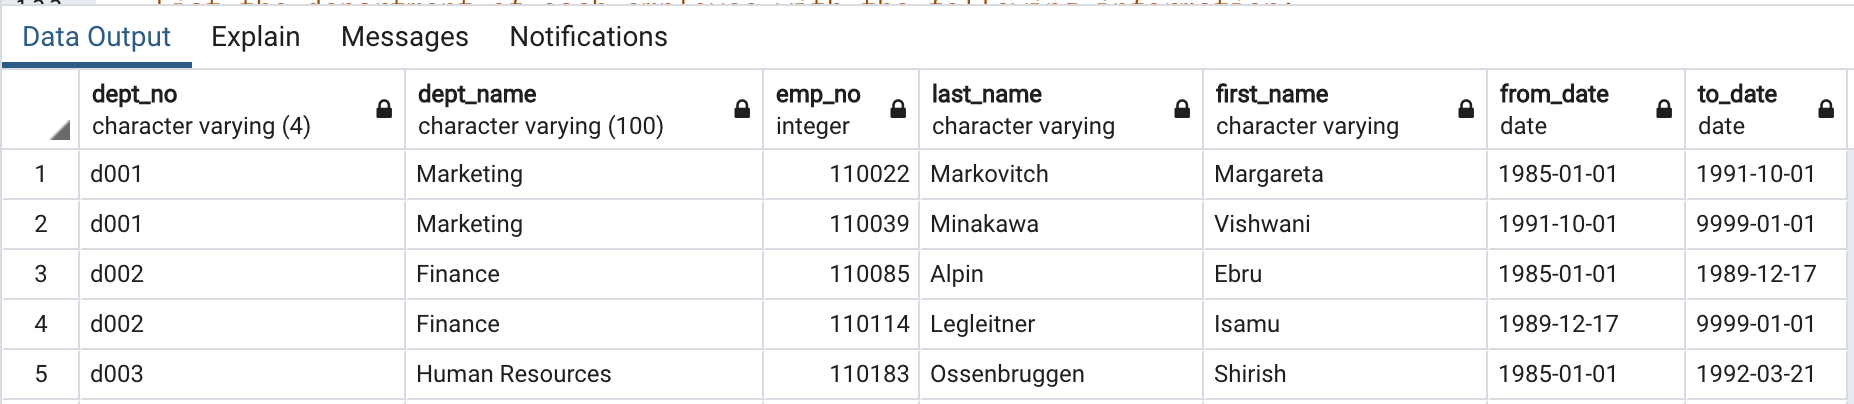 Data Output Explain Messages Notifications
dept_no dept_name emp_no last_name first_name from_date to_date
character varying (4) character varying (100) integer character varying character varying date date
1 d001 Marketing 110022 Markovitch Margareta 1985-01-01 1991-10-01
2 d001 Marketing 110039 Minakawa Vishwani 1991-10-01 9999-01-01
3 d002 Finance 110085 Alpin Ebru 1985-01-01 1989-12-17
4 d002 Finance 110114 Legleitner Isamu 1989-12-17 9999-01-01
5 d003 Human Resources 110183 Ossenbruggen Shirish 1985-01-01 1992-03-21